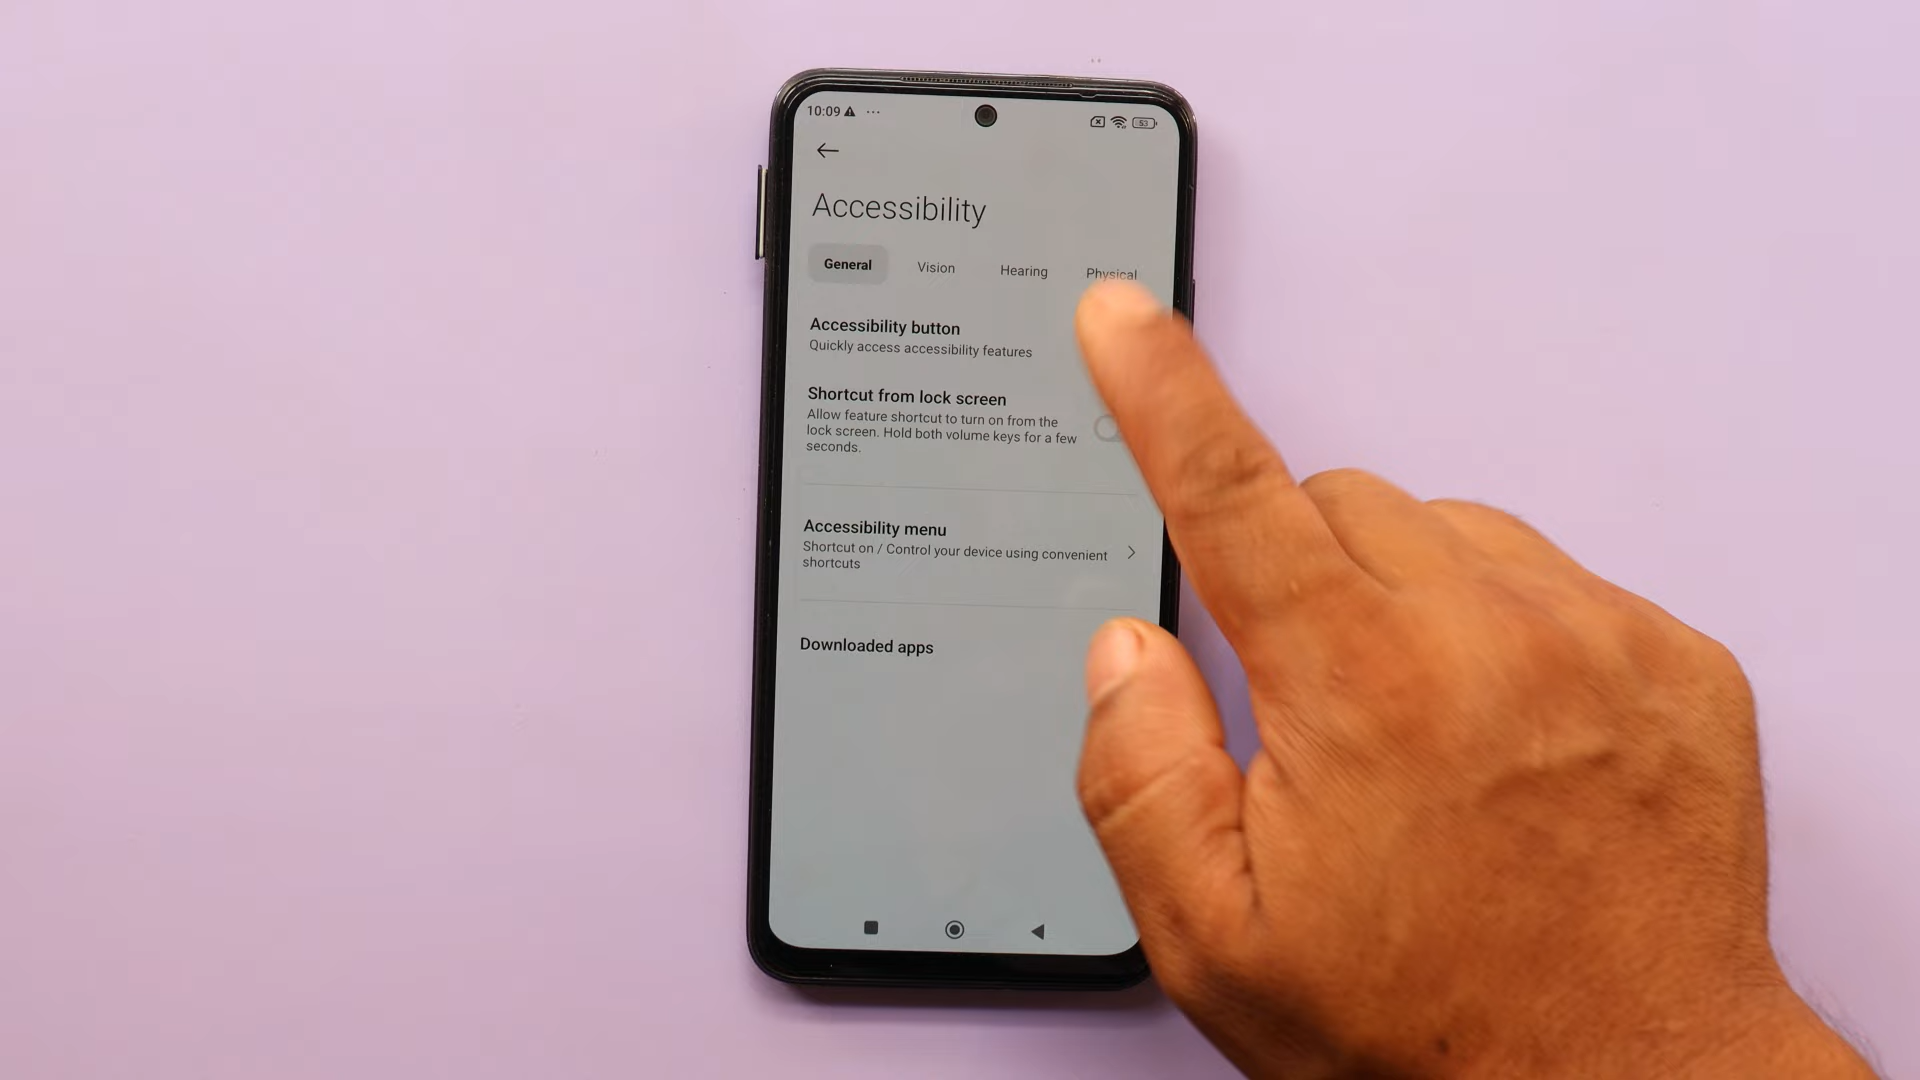 10:09
53
Accessibility
General Vision Hearing Physical
Accessibility button
Quickly access accessibility features
Shortcut from lock screen
Allow feature shortcut to turn on from the
lock screen. Hold both volume keys for a few
seconds.
Accessibility menu
Shortcut on / Control your device using convenient
shortcuts
Downloaded apps